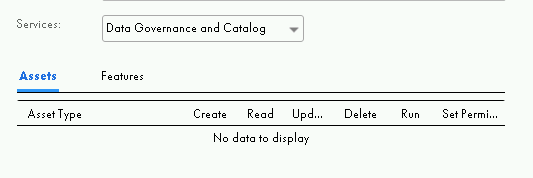 Services: Data Governance and Catalog
Assets Features
Asset Type Create Read Upd... Delete Run Set Permi...
No data to display